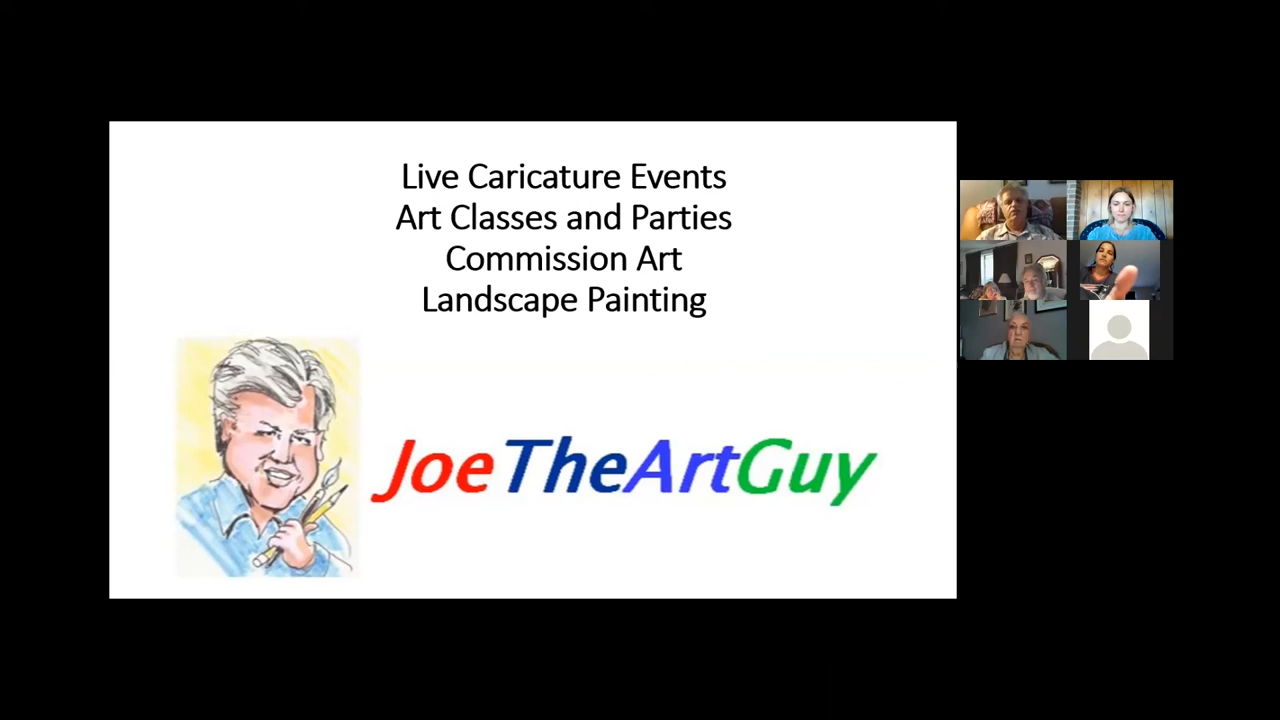 Live Caricature Events
Art Classes and Parties
Commission Art
Landscape Painting
JoeTheArtGuy